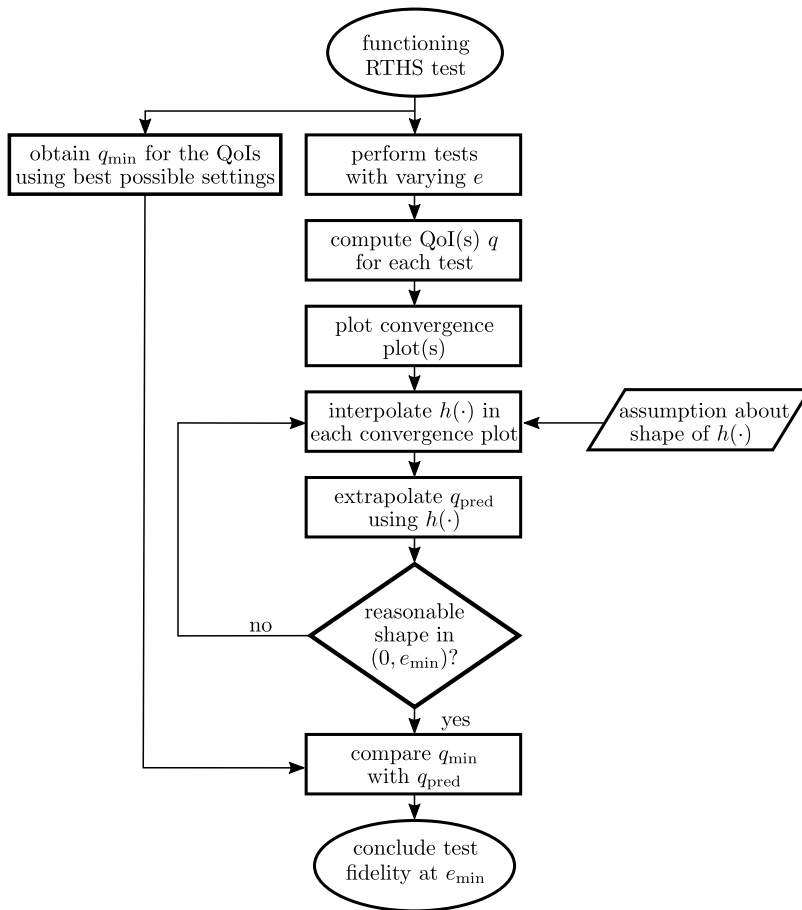 functioning
RTHS test
obtain q_min for the QoIs
using best possible settings
perform tests
with varying e
compute QoI(s) q
for each test
plot convergence
plot(s)
interpolate h(·) in
each convergence plot
assumption about
shape of h(·)
extrapolate q_pred
using h(·)
reasonable
shape in
(0, e_min)?
no
yes
compare q_min
with q_pred
conclude test
fidelity at e_min